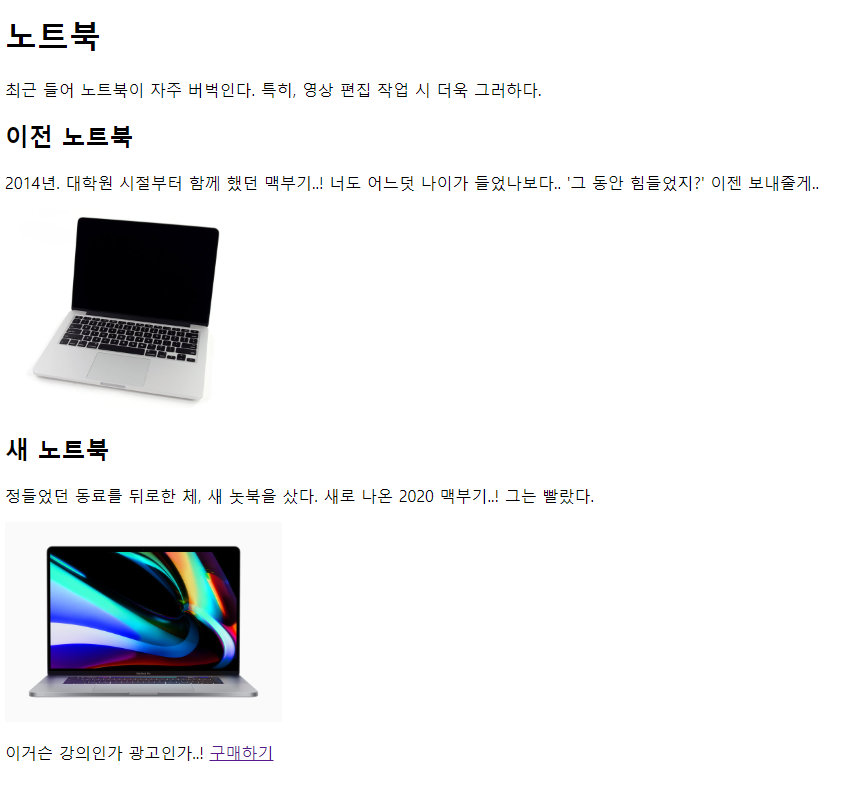 노트북
최근 들어 노트북이 자주 버벅인다. 특히, 영상 편집 작업 시 더욱 그러하다.
이전 노트북
2014년. 대학원 시절부터 함께 했던 맥부기..! 너도 어느덧 나이가 들었나보다.. '그 동안 힘들었지?' 이젠 보내줄게..
새 노트북
정들었던 동료를 뒤로한 체, 새 놋북을 샀다. 새로 나온 2020 맥부기..! 그는 빨랐다.
이거슨 강의인가 광고인가..! 구매하기